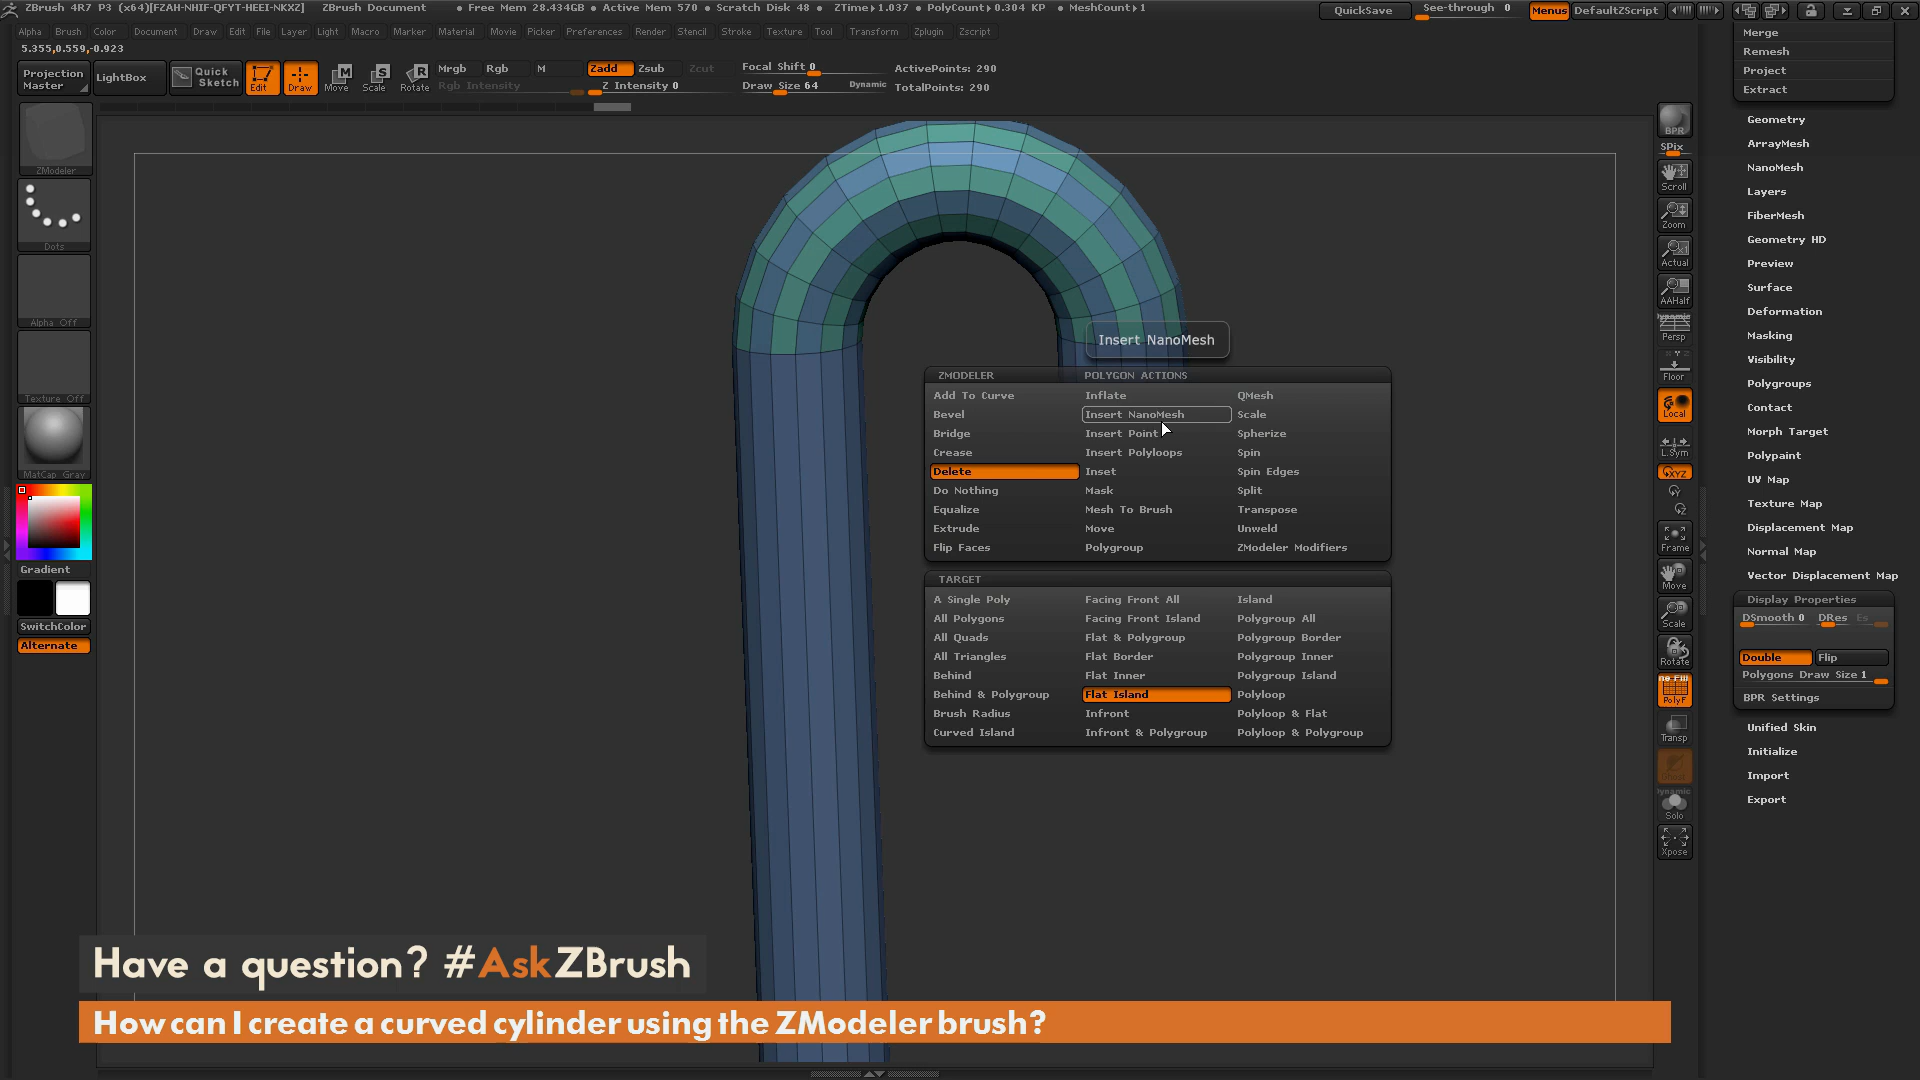 ZBrush 4R7 P3 (x64)[FZAH-NHIF-QFYT-HEEI-NKXZ] ZBrush Document • Free Mem 28.434GB • Active Mem 570 • Scratch Disk 48 • ZTime▸1.037 • PolyCount▸0.304 KP • MeshCount▸1 QuickSave See-through 0 Menus DefaultZScript
Alpha Brush Color Document Draw Edit File Layer Light Macro Marker Material Movie Picker Preferences Render Stencil Stroke Texture Tool Transform Zplugin Zscript
5.355,0.559,-0.923
Projection Master
LightBox
Quick Sketch
Edit
Draw
Move
Scale
Rotate
Mrgb Rgb M
Rgb Intensity
Zadd Zsub Zcut
Z Intensity 0
Focal Shift 0
Draw Size 64 Dynamic
ActivePoints: 290
TotalPoints: 290
ZModeler
Dots
Alpha Off
Texture Off
MatCap Gray
Gradient
SwitchColor
Alternate
Insert NanoMesh
ZMODELER POLYGON ACTIONS
Add To Curve Inflate QMesh
Bevel Insert NanoMesh Scale
Bridge Insert Point Spherize
Crease Insert Polyloops Spin
Delete Inset Spin Edges
Do Nothing Mask Split
Equalize Mesh To Brush Transpose
Extrude Move Unweld
Flip Faces Polygroup ZModeler Modifiers
TARGET
A Single Poly Facing Front All Island
All Polygons Facing Front Island Polygroup All
All Quads Flat & Polygroup Polygroup Border
All Triangles Flat Border Polygroup Inner
Behind Flat Inner Polygroup Island
Behind & Polygroup Flat Island Polyloop
Brush Radius Infront Polyloop & Flat
Curved Island Infront & Polygroup Polyloop & Polygroup
BPR
SPix
Scroll
Zoom
Actual
AAHalf
Dynamic
Persp
Floor
Local
L.Sym
XYZ
Frame
Move
Scale
Rotate
PolyF
Transp
Ghost
Dynamic
Solo
Xpose
Merge
Remesh
Project
Extract
Geometry
ArrayMesh
NanoMesh
Layers
FiberMesh
Geometry HD
Preview
Surface
Deformation
Masking
Visibility
Polygroups
Contact
Morph Target
Polypaint
UV Map
Texture Map
Displacement Map
Normal Map
Vector Displacement Map
Display Properties
DSmooth 0 DRes Es
Double Flip
Polygons Draw Size 1
BPR Settings
Unified Skin
Initialize
Import
Export
Have a question? #AskZBrush
How can I create a curved cylinder using the ZModeler brush?